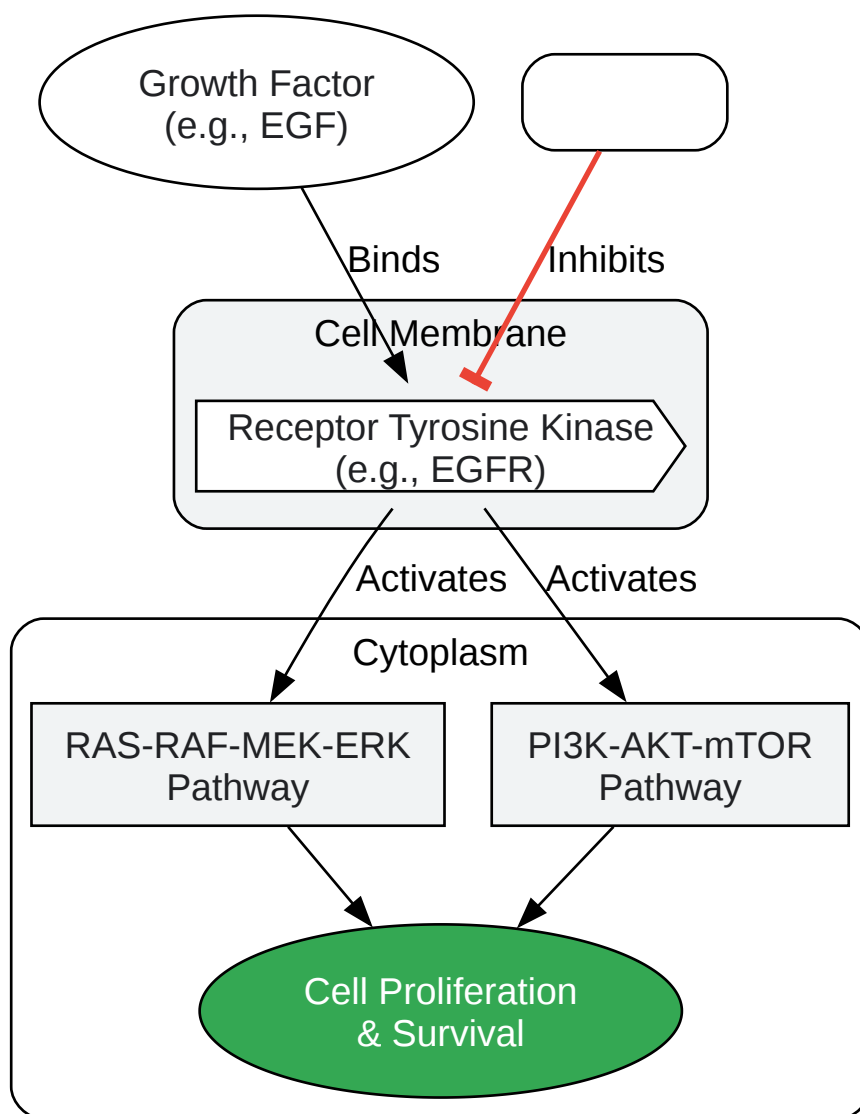 Growth Factor
(e.g., EGF)
Binds
Inhibits
Cell Membrane
Receptor Tyrosine Kinase
(e.g., EGFR)
Activates
Activates
Cytoplasm
RAS-RAF-MEK-ERK
Pathway
PI3K-AKT-mTOR
Pathway
Cell Proliferation
& Survival